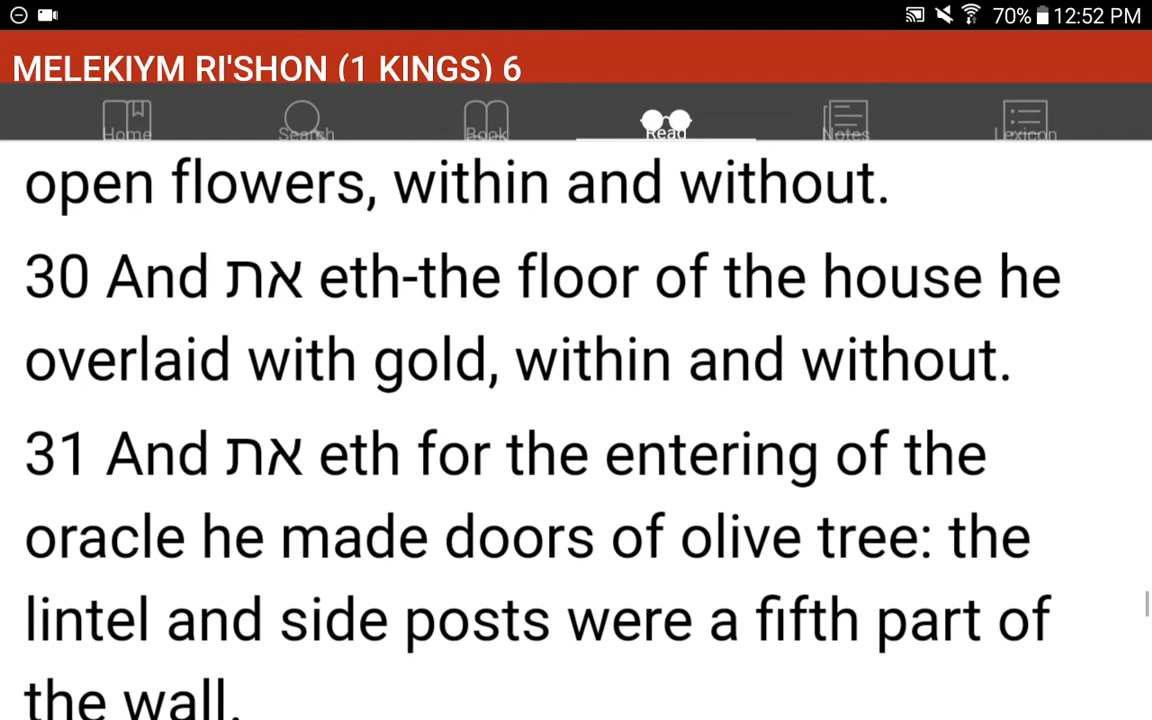 70% 12:52 PM
MELEKIYM RI'SHON (1 KINGS) 6
Home Search Book Read Notes Lexicon
open flowers, within and without.
30 And את eth-the floor of the house he
overlaid with gold, within and without.
31 And את eth for the entering of the
oracle he made doors of olive tree: the
lintel and side posts were a fifth part of
the wall.